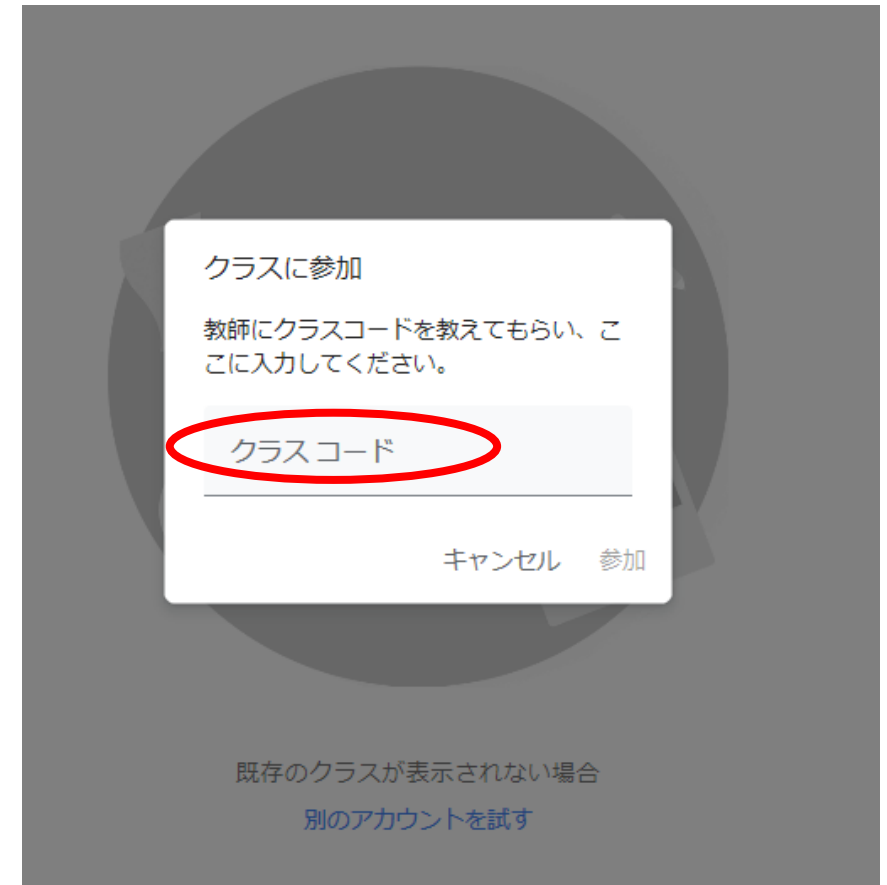 クラスに参加
教師にクラスコードを教えてもらい、こ
こに入力してください。
クラス コード
キャンセル 参加
既存のクラスが表示されない場合
別のアカウントを試す